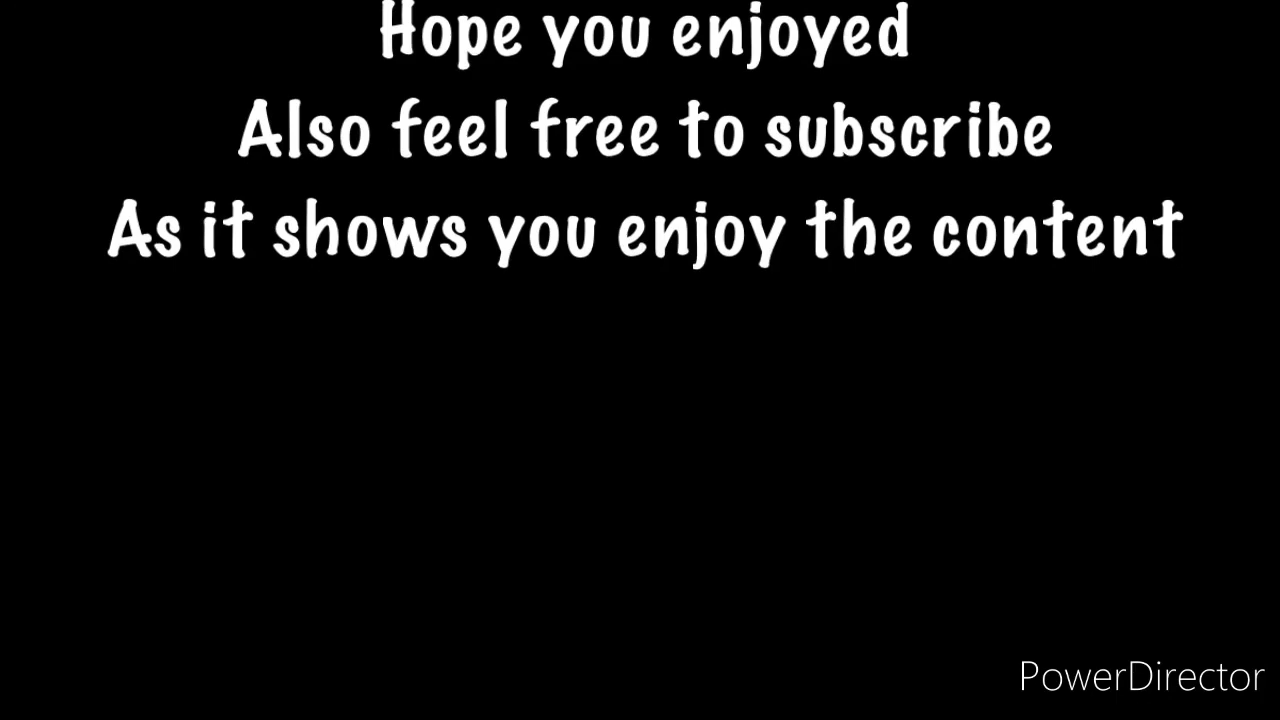 Hope you enjoyed
Also feel free to subscribe
As it shows you enjoy the content
PowerDirector